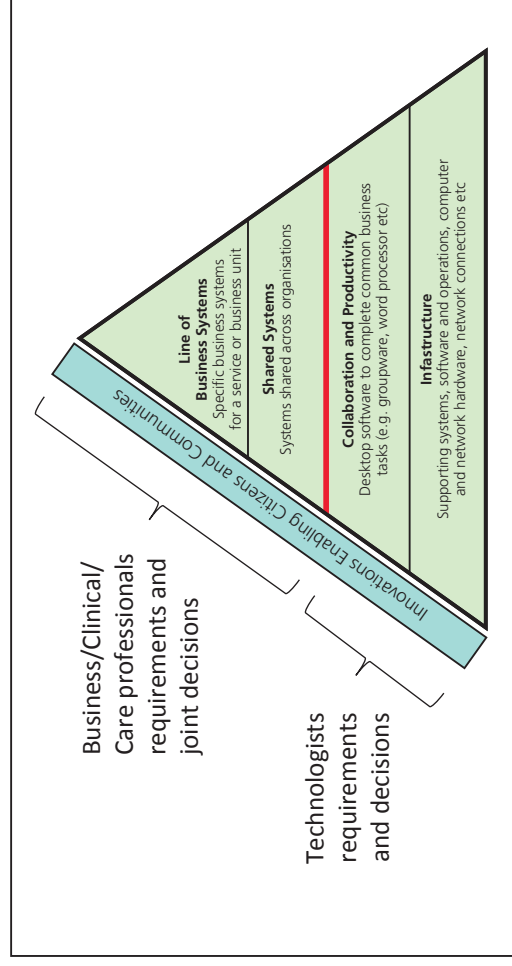 Business/Clinical/
Care professionals
requirements and
joint decisions
Technologists
requirements
and decisions
Innovations Enabling Citizens and Communities
Line of
Business Systems
Specific business systems
for a service or business unit
Shared Systems
Systems shared across organisations
Collaboration and Productivity
Desktop software to complete common business
tasks (e.g. groupware, word processor etc)
Infastructure
Supporting systems, software and operations, computer
and network hardware, network connections etc